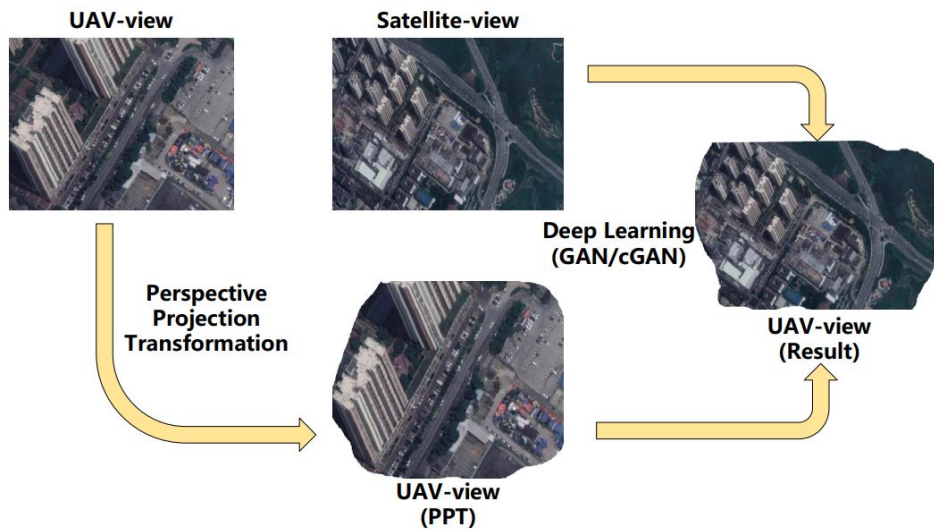 UAV-view
Satellite-view
Deep Learning
(GAN/cGAN)
Perspective
Projection
Transformation
UAV-view
(Result)
UAV-view
(PPT)